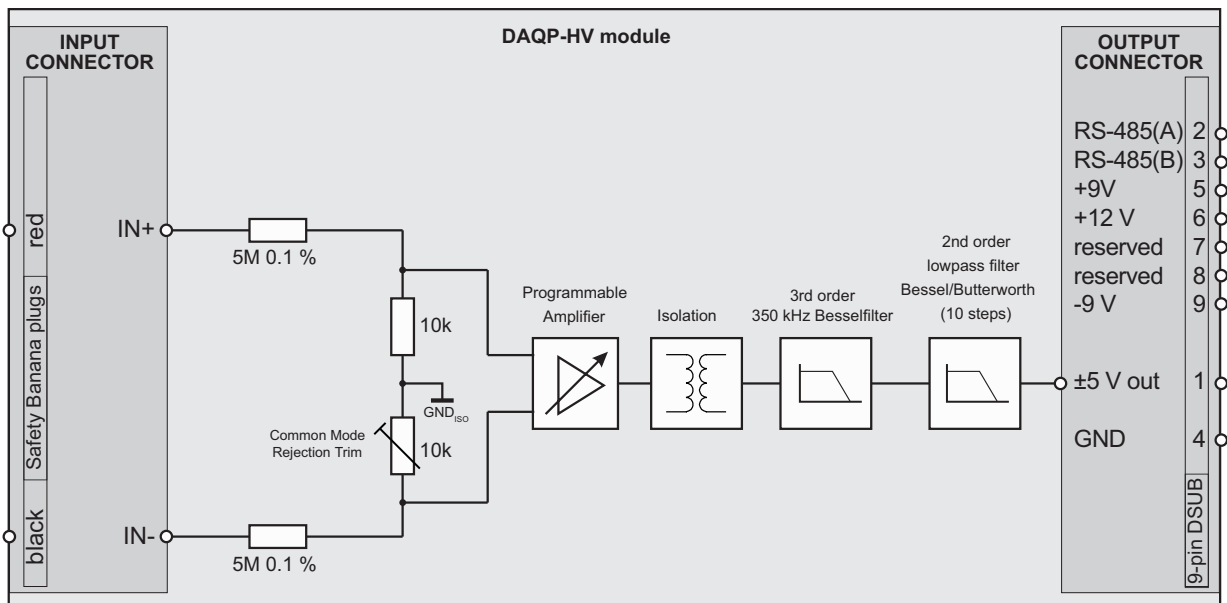 DAQP-HV module
INPUT
CONNECTOR
red
Safety Banana plugs
black
IN+
IN-
5M 0.1 %
10k
GND ISO
Common Mode
Rejection Trim
10k
5M 0.1 %
Programmable
Amplifier
Isolation
3rd order
350 kHz Besselfilter
2nd order
lowpass filter
Bessel/Butterworth
(10 steps)
OUTPUT
CONNECTOR
RS-485(A) 2
RS-485(B) 3
+9V 5
+12 V 6
reserved 7
reserved 8
-9 V 9
±5 V out 1
GND 4
9-pin DSUB